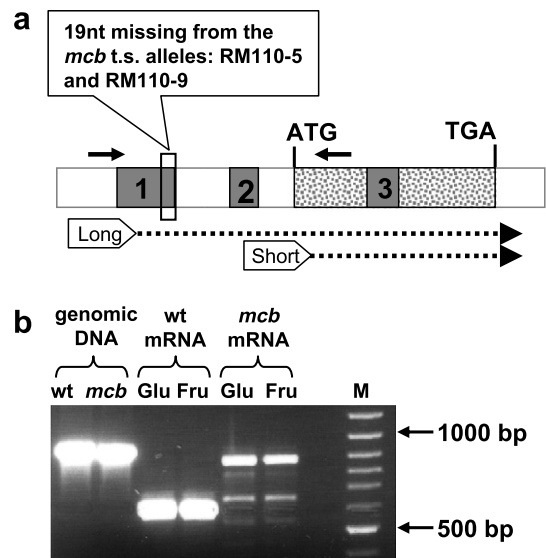 a
19nt missing from the
mcb t.s. alleles: RM110-5
and RM110-9
ATG
TGA
1
2
3
Long
Short
b
genomic
DNA
wt
mRNA
mcb
mRNA
wt mcb Glu Fru Glu Fru M
1000 bp
500 bp